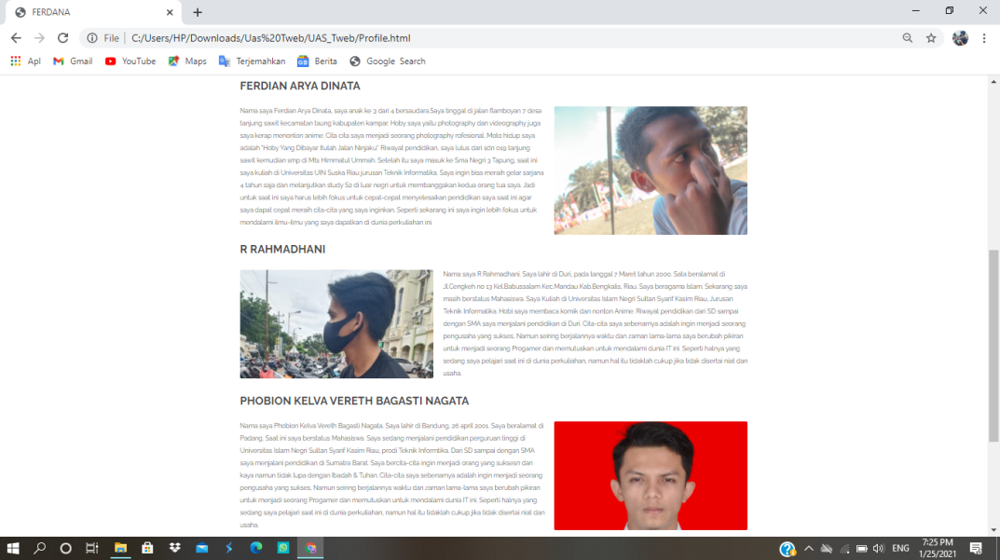 FERDANA
File
C:/Users/HP/Downloads/Uas%20Tweb/UAS_Tweb/Profile.html
Apl Gmail YouTube Maps Terjemahkan Berita Google Search
FERDIAN ARYA DINATA
Nama saya Ferdian Arya Dinata, saya anak ke 3 dari 4 bersaudara.Saya tinggal di jalan flamboyan 7 desa
tanjung sawit kecamatan taung kabupaten kampar. Hoby saya yaitu photography dan videography juga
saya kerap menonton anime. Cita cita saya menjadi seorang photography rofesional. Moto hidup saya
adalah "Hoby Yang Dibayar Itulah Jalan Ninjaku". Riwayat pendidikan, saya lulus dari sdn 019 tanjung
sawit kemudian smp di Mts Himmatul Ummah. Setelah itu saya masuk ke Sma Negri 3 Tapung, saat ini
saya kuliah di Universitas UIN Suska Riau jurusan Teknik Informatika. Saya ingin bisa meraih gelar sarjana
4 tahun saja dan melanjutkan study S2 di luar negri untuk membanggakan kedua orang tua saya. Jadi
untuk saat ini saya harus lebih fokus untuk cepat-cepat menyelesaikan pendidikan saya saat ini agar
saya dapat cepat meraih cita-cita yang saya inginkan. Seperti sekarang ini saya ingin lebih fokus untuk
mendalami ilmu-ilmu yang saya dapatkan di dunia perkuliahan ini.
R RAHMADHANI
Nama saya R Rahmadhani. Saya lahir di Duri, pada tanggal 7 Maret tahun 2000. Sata beralamat di
Jl.Cengkeh no 13 Kel.Babussalam Kec.Mandau Kab.Bengkalis, Riau. Saya beragama Islam. Sekarang saya
masih berstatus Mahasiswa. Saya Kuliah di Universitas Islam Negri Sultan Syarif Kasim Riau, Jurusan
Teknik Informatika. Hobi saya membaca komik dan nonton Anime. Riwayat pendidikan dari SD sampai
dengan SMA saya menjalani pendidikan di Duri. Cita-cita saya sebenarnya adalah ingin menjadi seorang
pengusaha yang sukses, Namun seiring berjalannya waktu dan zaman lama-lama saya berubah pikiran
untuk menjadi seorang Progamer dan memutuskan untuk mendalami dunia IT ini. Seperti halnya yang
sedang saya pelajari saat ini di dunia perkuliahan, namun hal itu tidaklah cukup jika tidak disertai niat dan
usaha.
PHOBION KELVA VERETH BAGASTI NAGATA
Nama saya Phobion Kelva Vereth Bagasti Nagata. Saya lahir di Bandung, 26 april 2001. Saya beralamat di
Padang. Saat ini saya berstatus Mahasiswa. Saya sedang menjalani pendidikan perguruan tinggi di
Universitas Islam Negri Sultan Syarif Kasim Riau, prodi Teknik Informtika. Dari SD sampai dengan SMA
saya menjalani pendidikan di Sumatra Barat. Saya bercita-cita ingin menjadi orang yang suksesn dan
kaya namun tidak lupa dengan Ibadah & Tuhan. Cita-cita saya sebenarnya adalah ingin menjadi seorang
pengusaha yang sukses, Namun seiring berjalannya waktu dan zaman lama-lama saya berubah pikiran
untuk menjadi seorang Progamer dan memutuskan untuk mendalami dunia IT ini. Seperti halnya yang
sedang saya pelajari saat ini di dunia perkuliahan, namun hal itu tidaklah cukup jika tidak disertai niat dan
usaha.
ENG
7:25 PM
1/25/2021